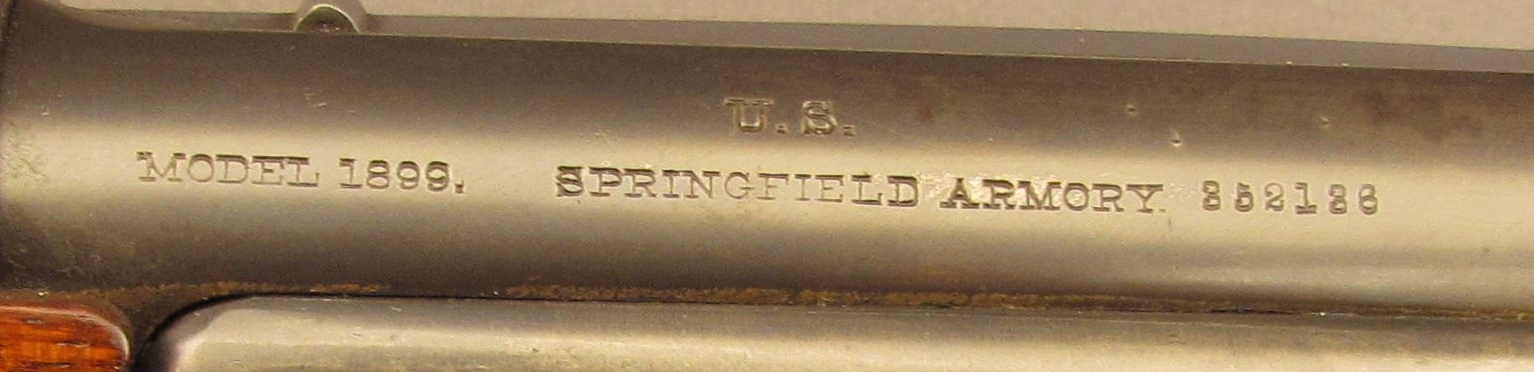 U.S.
MODEL 1899. SPRINGFIELD ARMORY. 352136